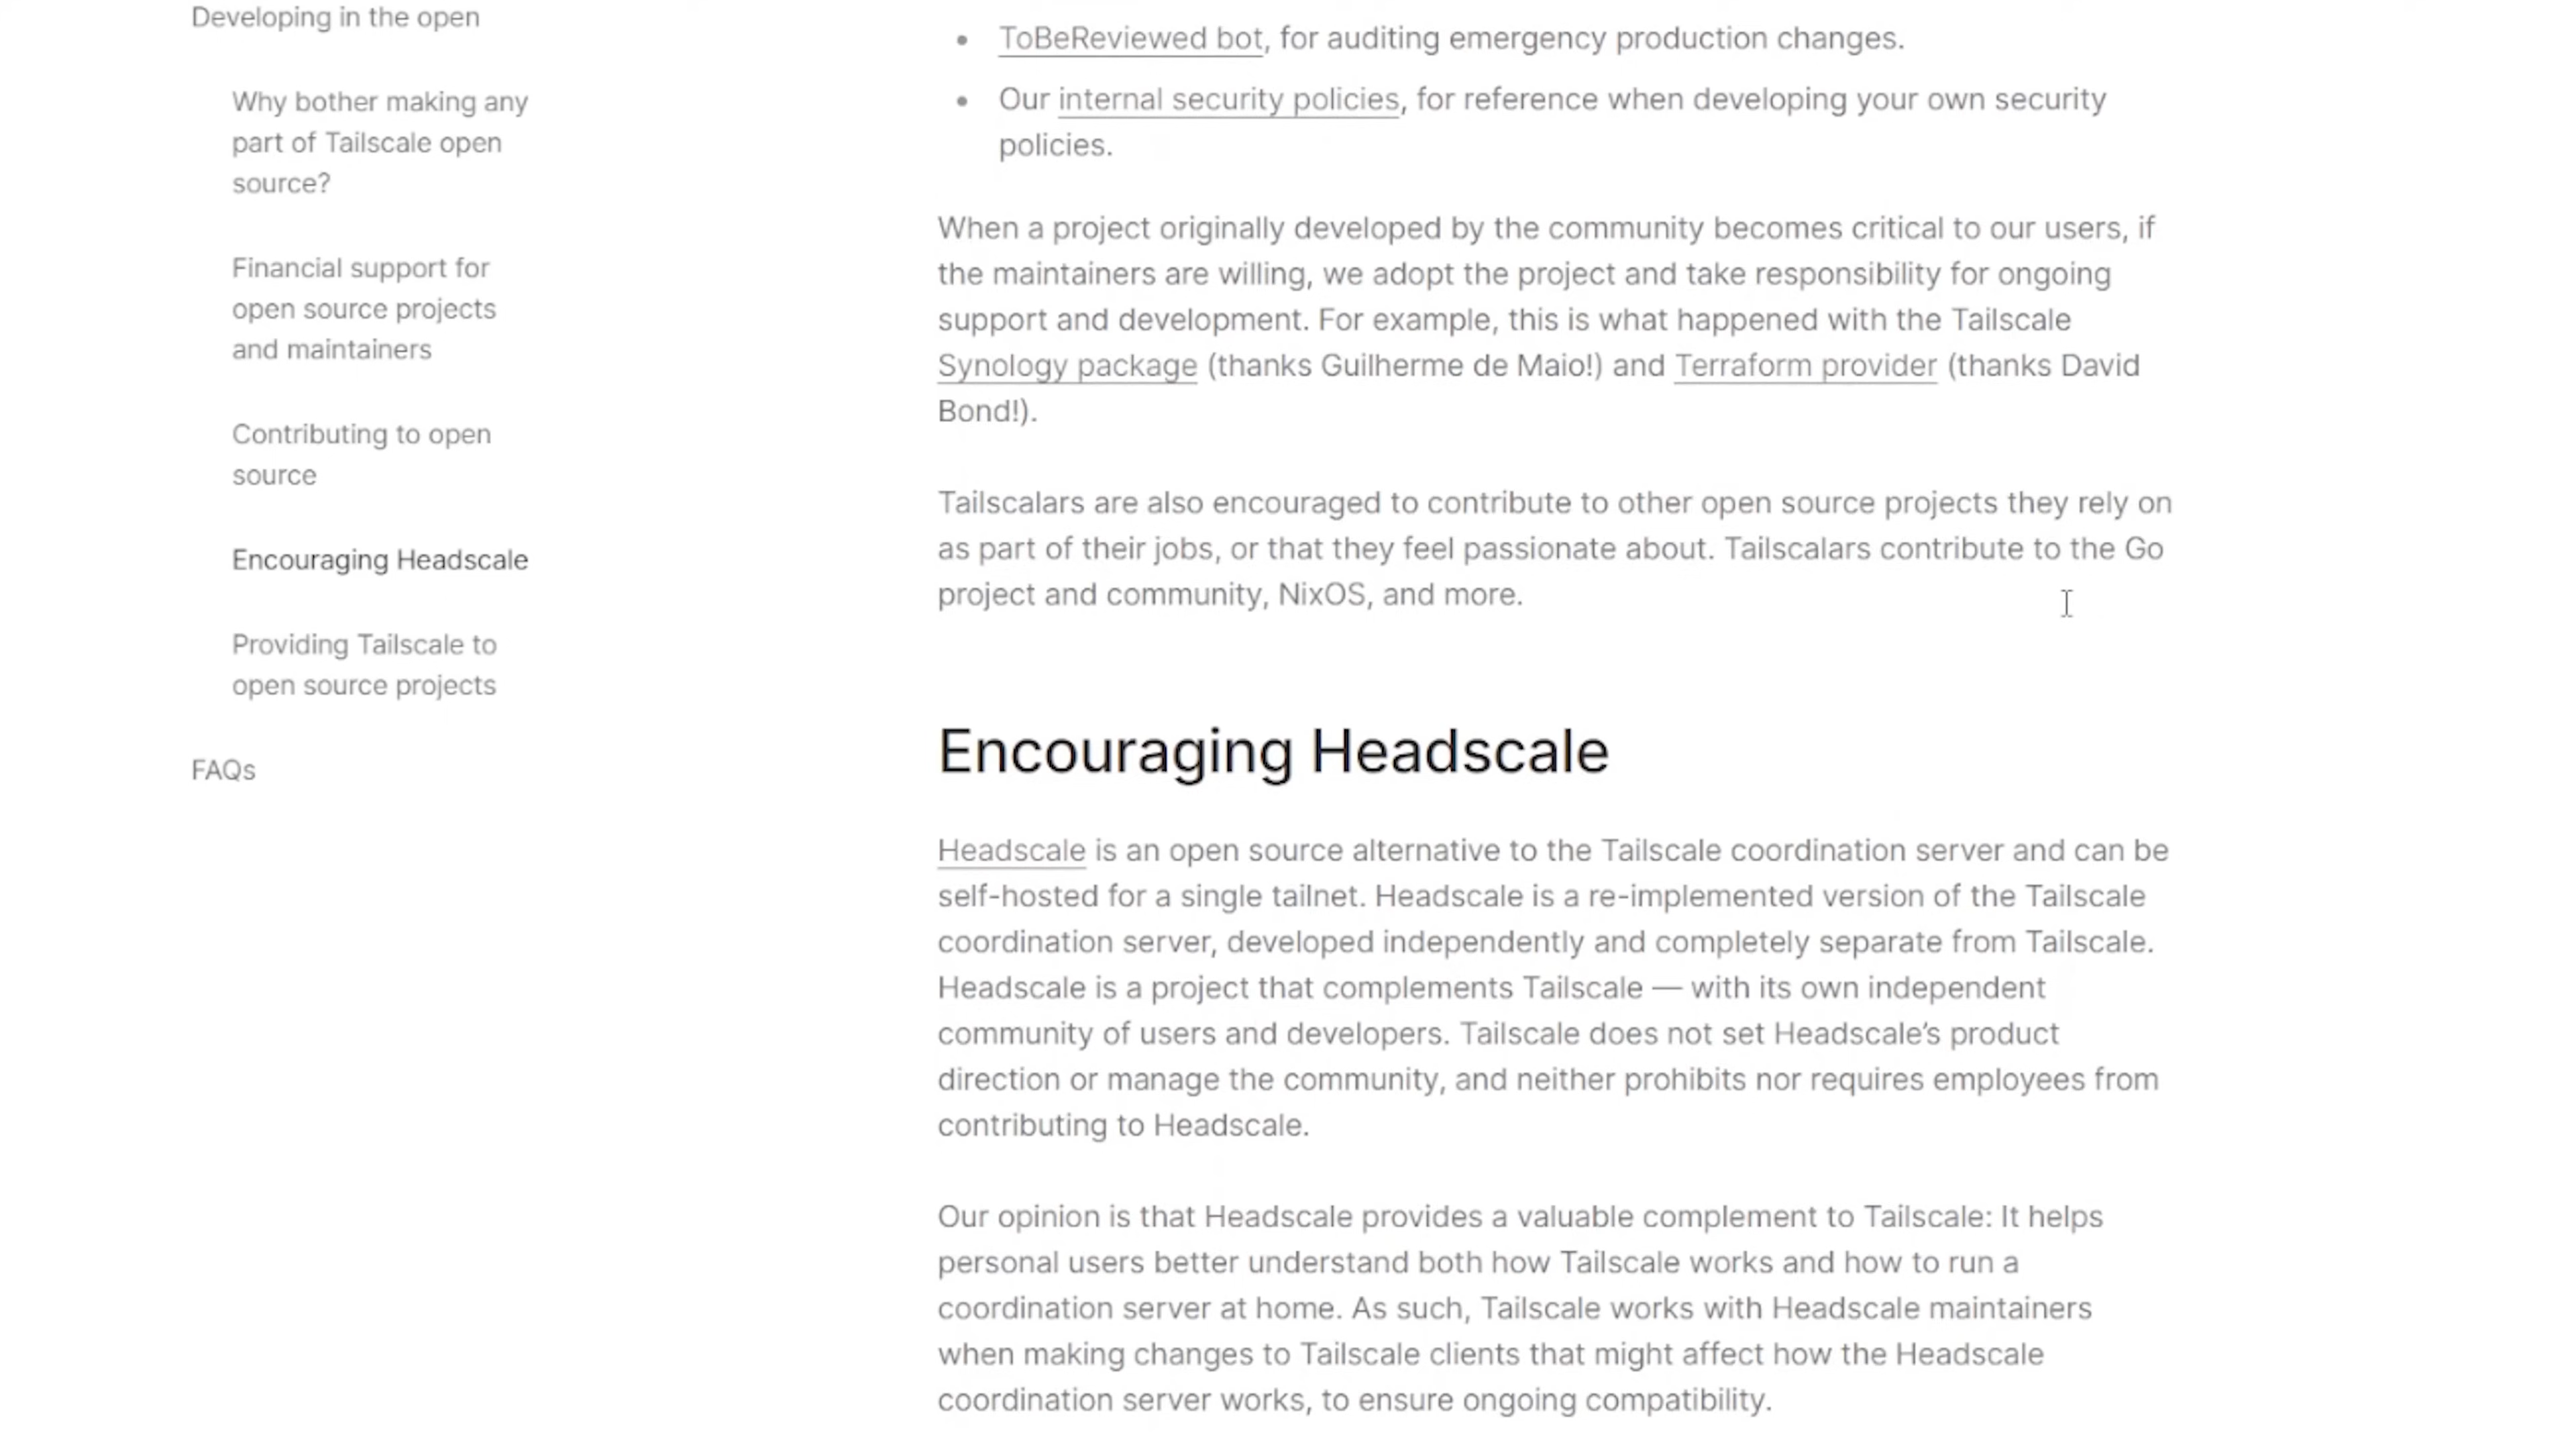 Developing in the open
Why bother making any
part of Tailscale open
source?
Financial support for
open source projects
and maintainers
Contributing to open
source
Encouraging Headscale
Providing Tailscale to
open source projects
FAQs
• ToBeReviewed bot, for auditing emergency production changes.
• Our internal security policies, for reference when developing your own security
policies.
When a project originally developed by the community becomes critical to our users, if
the maintainers are willing, we adopt the project and take responsibility for ongoing
support and development. For example, this is what happened with the Tailscale
Synology package (thanks Guilherme de Maio!) and Terraform provider (thanks David
Bond!).
Tailscalars are also encouraged to contribute to other open source projects they rely on
as part of their jobs, or that they feel passionate about. Tailscalars contribute to the Go
project and community, NixOS, and more.
Encouraging Headscale
Headscale is an open source alternative to the Tailscale coordination server and can be
self-hosted for a single tailnet. Headscale is a re-implemented version of the Tailscale
coordination server, developed independently and completely separate from Tailscale.
Headscale is a project that complements Tailscale — with its own independent
community of users and developers. Tailscale does not set Headscale’s product
direction or manage the community, and neither prohibits nor requires employees from
contributing to Headscale.
Our opinion is that Headscale provides a valuable complement to Tailscale: It helps
personal users better understand both how Tailscale works and how to run a
coordination server at home. As such, Tailscale works with Headscale maintainers
when making changes to Tailscale clients that might affect how the Headscale
coordination server works, to ensure ongoing compatibility.